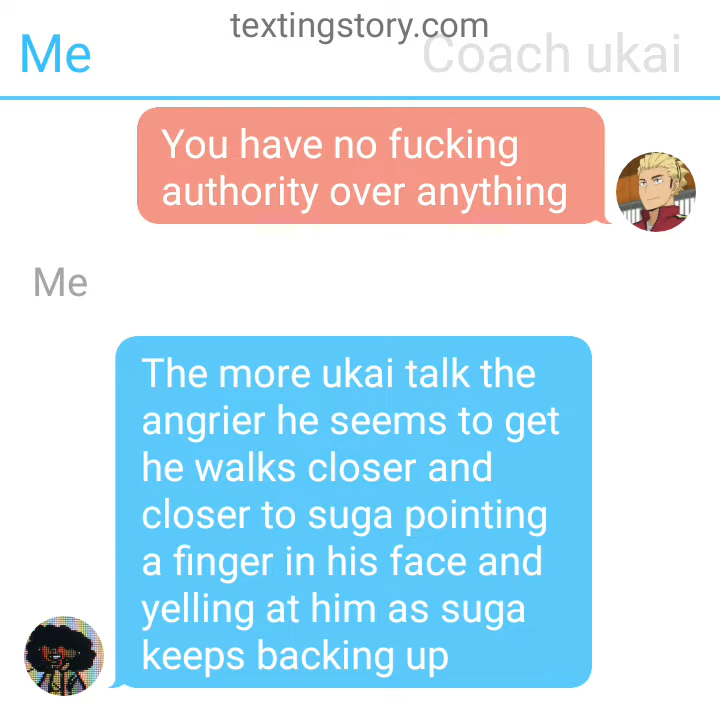 textingstory.com
Me
Coach ukai
You have no fucking
authority over anything
Me
The more ukai talk the
angrier he seems to get
he walks closer and
closer to suga pointing
a finger in his face and
yelling at him as suga
keeps backing up